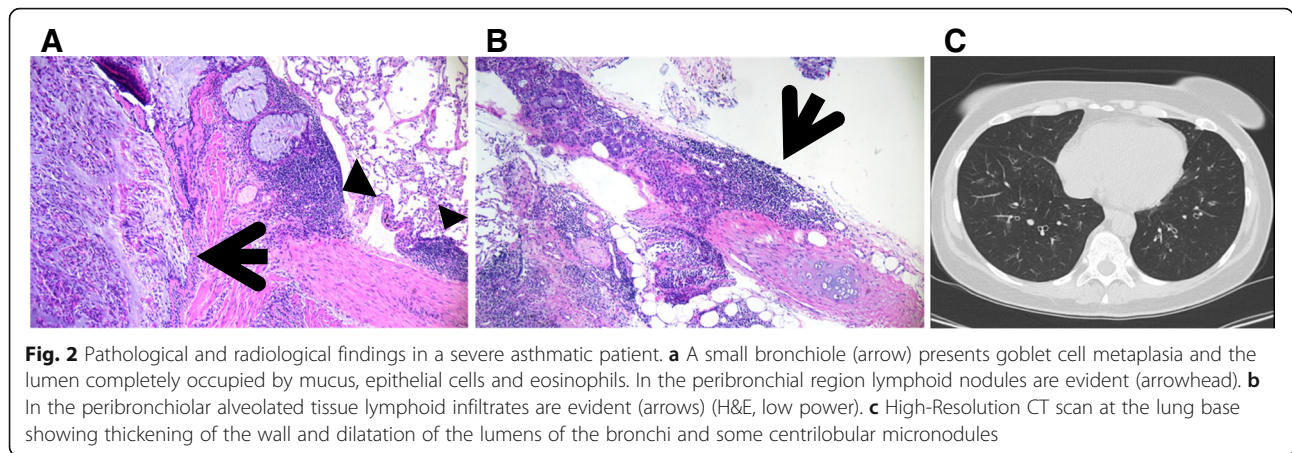 A B C
Fig. 2 Pathological and radiological findings in a severe asthmatic patient. a A small bronchiole (arrow) presents goblet cell metaplasia and the
lumen completely occupied by mucus, epithelial cells and eosinophils. In the peribronchial region lymphoid nodules are evident (arrowhead). b
In the peribronchiolar alveolated tissue lymphoid infiltrates are evident (arrows) (H&E, low power). c High-Resolution CT scan at the lung base
showing thickening of the wall and dilatation of the lumens of the bronchi and some centrilobular micronodules